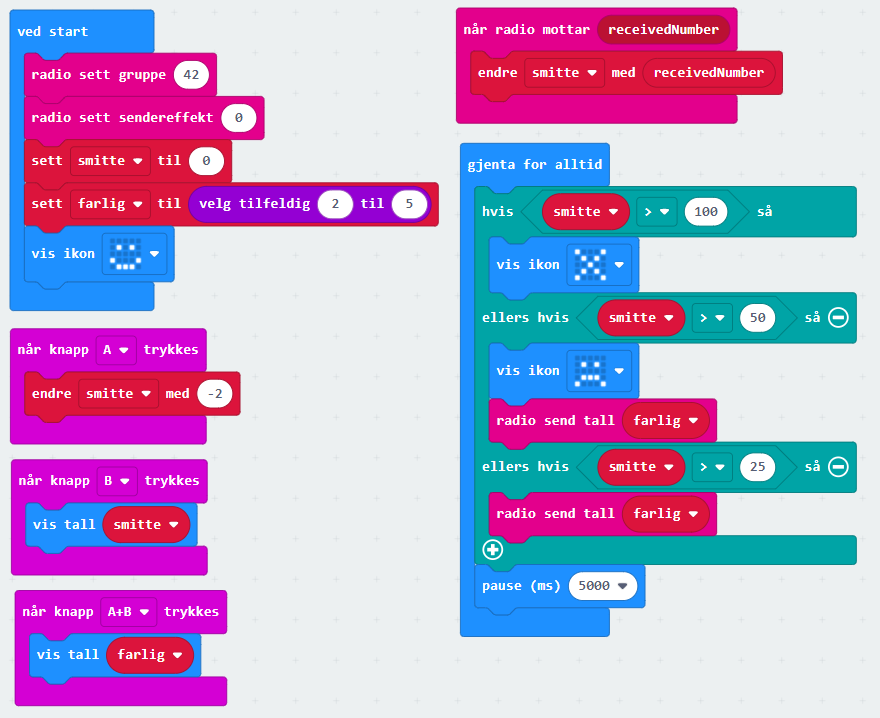 ved start
radio sett gruppe 42
radio sett sendereffekt 0
sett smitte til 0
sett farlig til velg tilfeldig 2 til 5
vis ikon
når knapp A trykkes
endre smitte med -2
når knapp B trykkes
vis tall smitte
når knapp A+B trykkes
vis tall farlig
når radio mottar receivedNumber
endre smitte med receivedNumber
gjenta for alltid
hvis smitte > 100 så
vis ikon
ellers hvis smitte > 50 så
vis ikon
radio send tall farlig
ellers hvis smitte > 25 så
radio send tall farlig
pause (ms) 5000